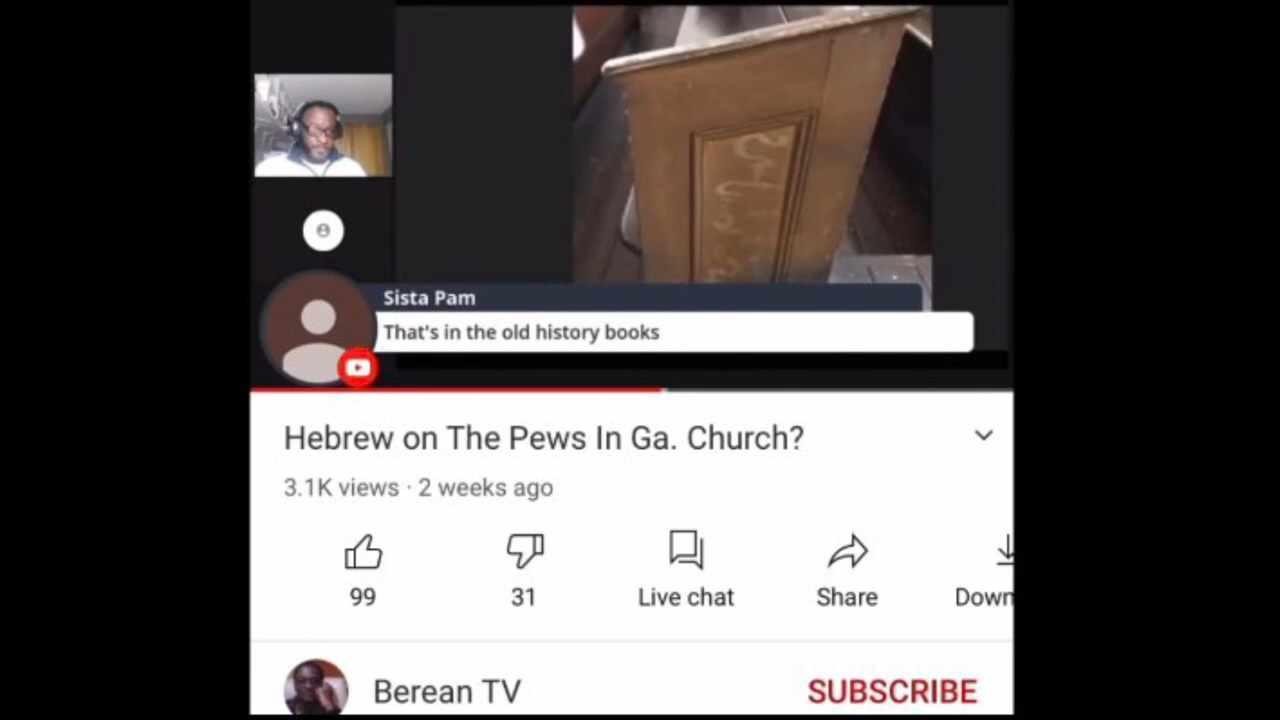 Sista Pam
That's in the old history books
Hebrew on The Pews In Ga. Church?
3.1K views · 2 weeks ago
99
31
Live chat
Share
Down
Berean TV
SUBSCRIBE